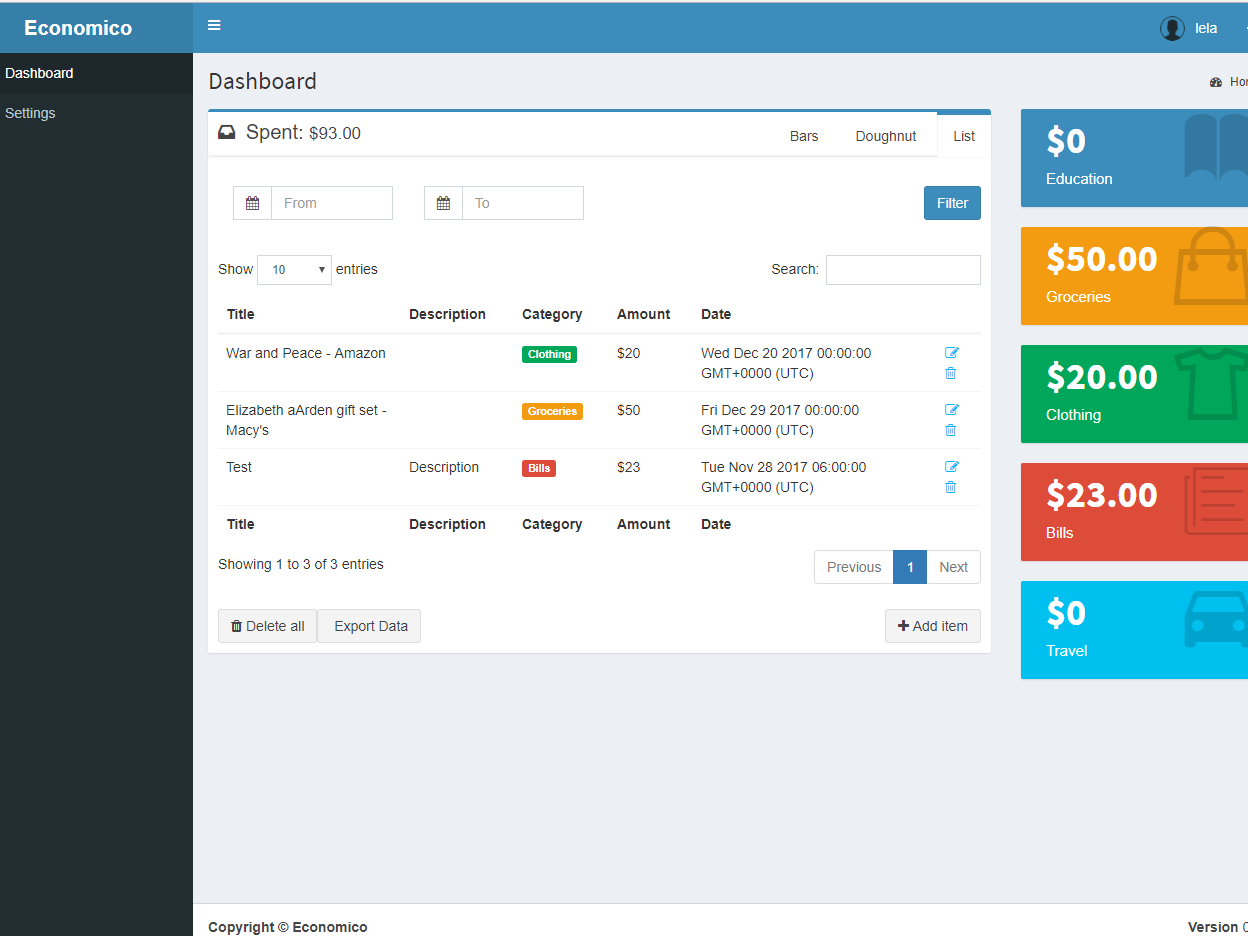 Economico
lela
Dashboard
Settings
Dashboard
Spent: $93.00
Bars Doughnut List
From To Filter
Show 10 entries Search:
Title Description Category Amount Date
War and Peace - Amazon Clothing $20 Wed Dec 20 2017 00:00:00
GMT+0000 (UTC)
Elizabeth aArden gift set - Groceries $50 Fri Dec 29 2017 00:00:00
Macy's GMT+0000 (UTC)
Test Description Bills $23 Tue Nov 28 2017 06:00:00
GMT+0000 (UTC)
Title Description Category Amount Date
Showing 1 to 3 of 3 entries Previous 1 Next
Delete all Export Data Add item
$0
Education
$50.00
Groceries
$20.00
Clothing
$23.00
Bills
$0
Travel
Copyright © Economico
Version